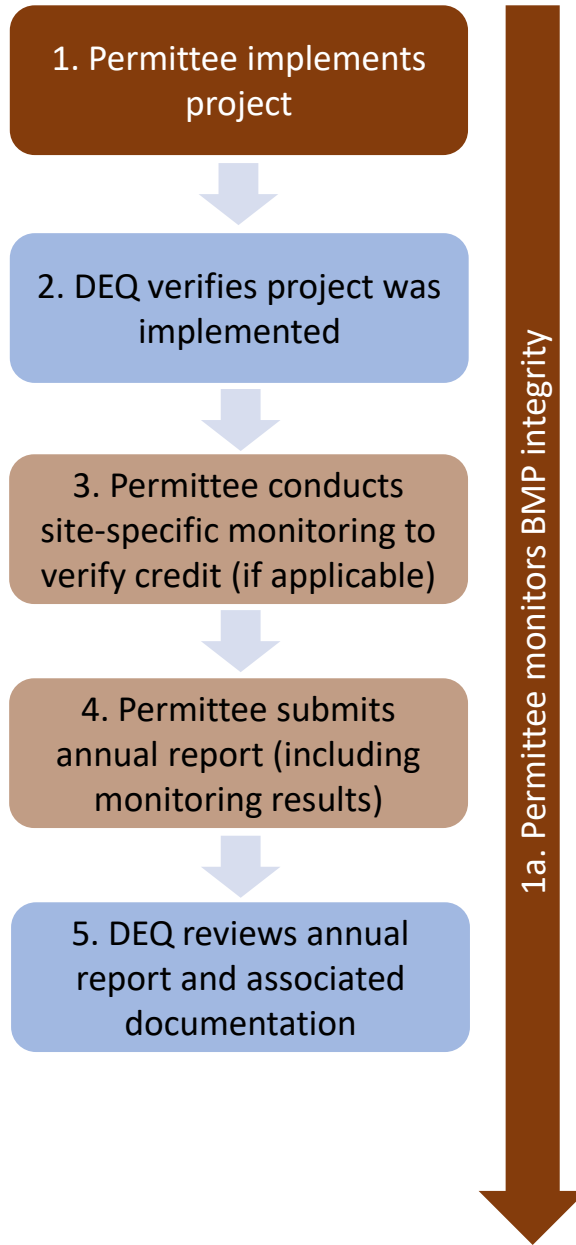 1. Permittee implements
project
2. DEQ verifies project was
implemented
3. Permittee conducts
site-specific monitoring to
verify credit (if applicable)
4. Permittee submits
annual report (including
monitoring results)
5. DEQ reviews annual
report and associated
documentation
1a. Permittee monitors BMP integrity